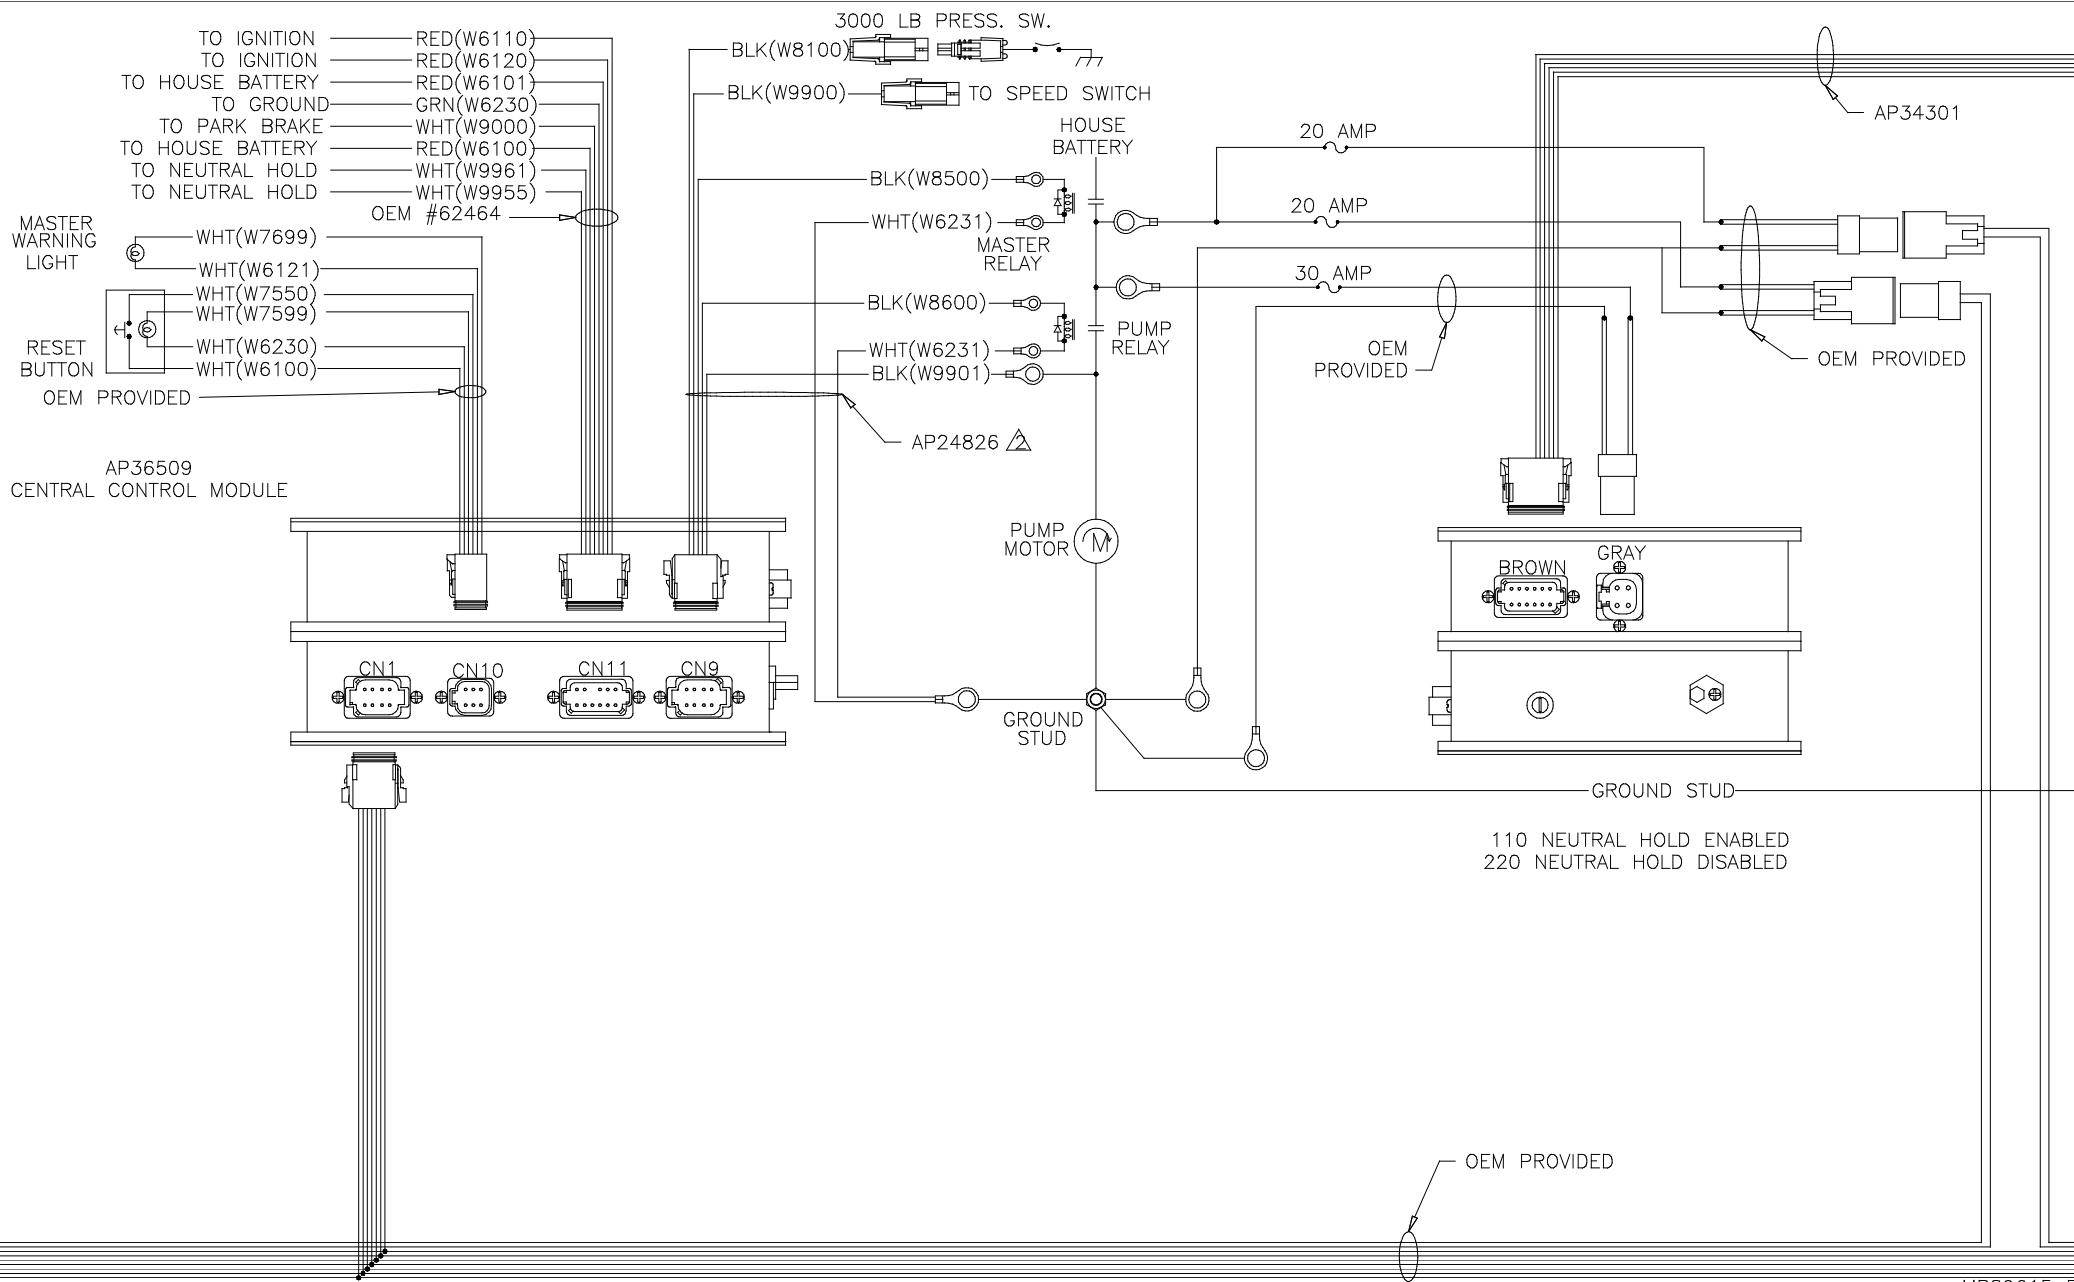 3000 LB PRESS. SW.
TO IGNITION RED(W6110)
TO IGNITION RED(W6120)
TO HOUSE BATTERY RED(W6101)
TO GROUND GRN(W6230)
TO PARK BRAKE WHT(W9000)
TO HOUSE BATTERY RED(W6100)
TO NEUTRAL HOLD WHT(W9961)
TO NEUTRAL HOLD WHT(W9955)
OEM #62464
BLK(W8100)
BLK(W9900) TO SPEED SWITCH
HOUSE
BATTERY
BLK(W8500)
WHT(W6231)
MASTER
RELAY
BLK(W8600)
PUMP
RELAY
WHT(W6231)
BLK(W9901)
AP24826 2
20 AMP
20 AMP
30 AMP
AP34301
OEM
PROVIDED
OEM PROVIDED
MASTER
WARNING
LIGHT
WHT(W7699)
WHT(W6121)
WHT(W7550)
WHT(W7599)
WHT(W6230)
WHT(W6100)
RESET
BUTTON
OEM PROVIDED
AP36509
CENTRAL CONTROL MODULE
PUMP
MOTOR
M
CN1
CN10
CN11
CN9
GROUND
STUD
BROWN
GRAY
GROUND STUD
110 NEUTRAL HOLD ENABLED
220 NEUTRAL HOLD DISABLED
OEM PROVIDED